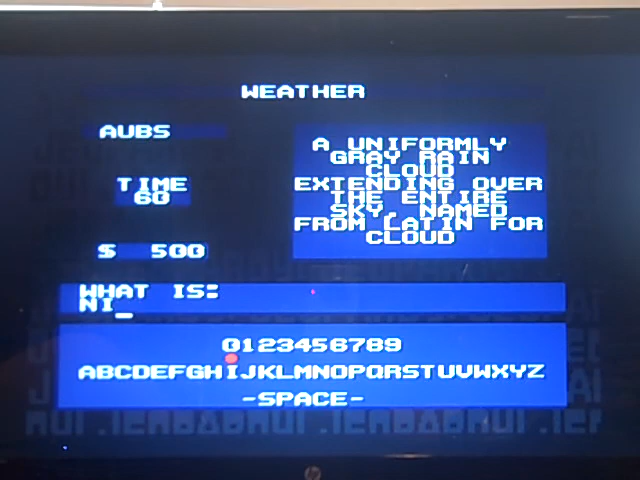 WEATHER
AUBS
TIME
60
$ 500
A UNIFORMLY
GRAY RAIN
CLOUD
EXTENDING OVER
THE ENTIRE
SKY, NAMED
FROM LATIN FOR
CLOUD
WHAT IS:
NI_
0123456789
ABCDEFGHIJKLMNOPQRSTUVWXYZ
-SPACE-
hp